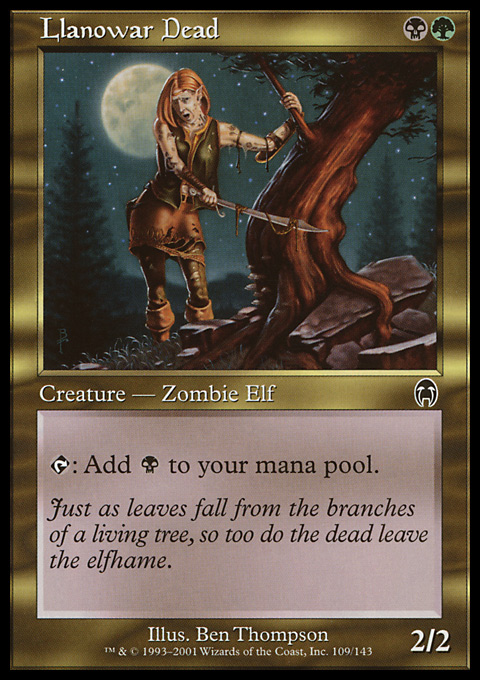 Llanowar Dead
Creature — Zombie Elf
: Add to your mana pool.
Just as leaves fall from the branches
of a living tree, so too do the dead leave
the elfhame.
Illus. Ben Thompson
™ & © 1993–2001 Wizards of the Coast, Inc. 109/143
2/2